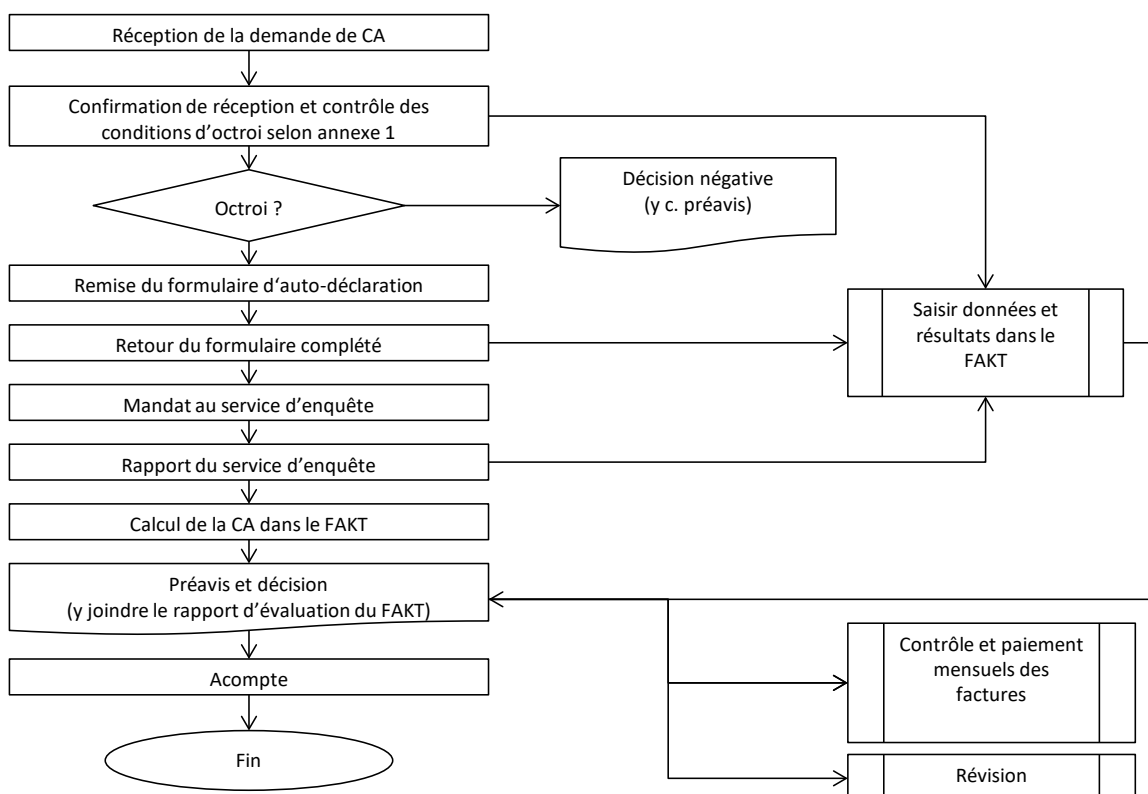 Réception de la demande de CA
Confirmation de réception et contrôle des
conditions d’octroi selon annexe 1
Octroi ?
Décision négative
(y c. préavis)
Remise du formulaire d‘auto-déclaration
Retour du formulaire complété
Saisir données et
résultats dans le
FAKT
Mandat au service d’enquête
Rapport du service d’enquête
Calcul de la CA dans le FAKT
Préavis et décision
(y joindre le rapport d’évaluation du FAKT)
Contrôle et paiement
mensuels des
factures
Acompte
Fin
Révision